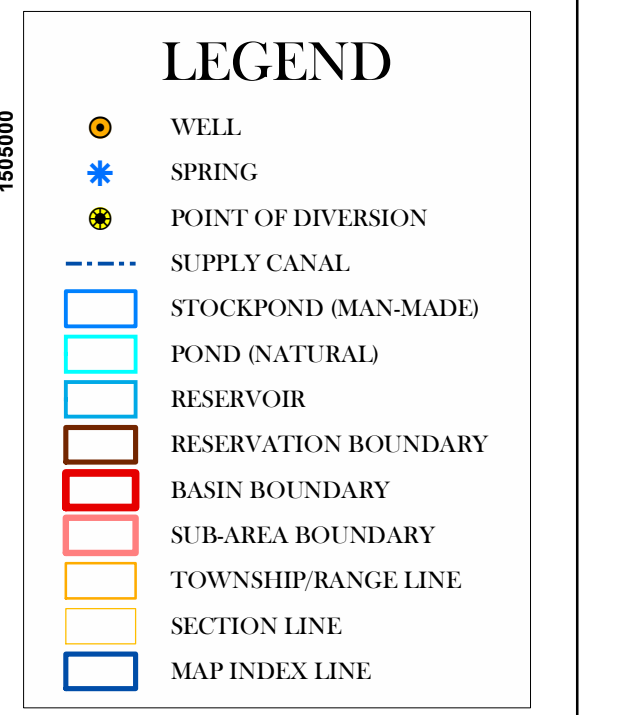 1505000
LEGEND
WELL
SPRING
POINT OF DIVERSION
SUPPLY CANAL
STOCKPOND (MAN-MADE)
POND (NATURAL)
RESERVOIR
RESERVATION BOUNDARY
BASIN BOUNDARY
SUB-AREA BOUNDARY
TOWNSHIP/RANGE LINE
SECTION LINE
MAP INDEX LINE